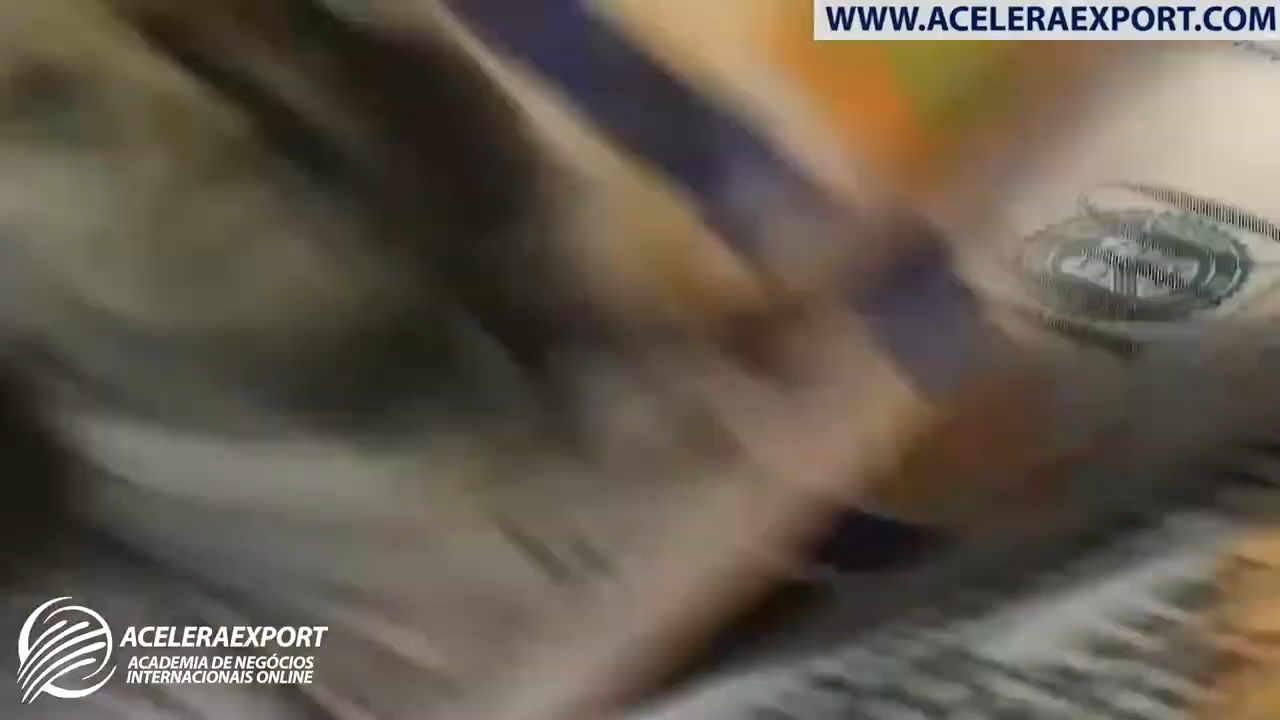 WWW.ACELERAEXPORT.COM
ACELERAEXPORT
ACADEMIA DE NEGÓCIOS
INTERNACIONAIS ONLINE